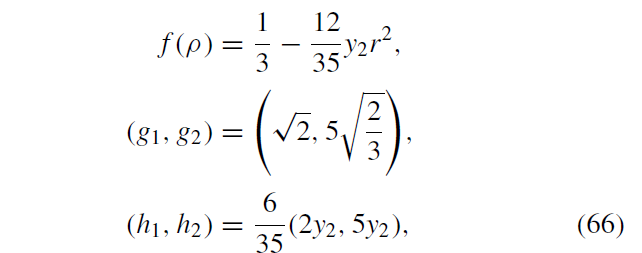 f(ρ) = 1/3 − 12/35 y₂r²,
(g₁, g₂) = (√2, 5√(2/3)),
(h₁, h₂) = 6/35 (2y₂, 5y₂), (66)